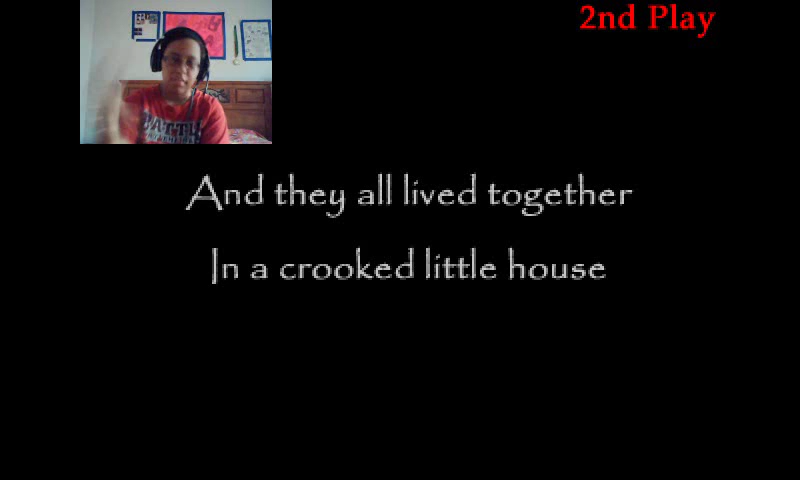 2nd Play
And they all lived together
In a crooked little house